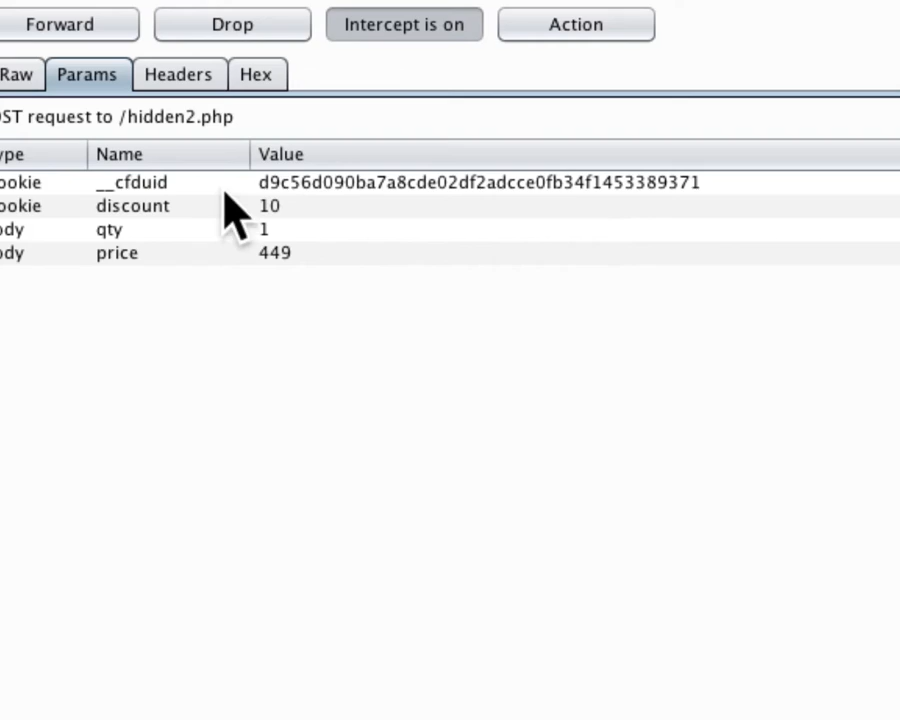 Forward Drop Intercept is on Action
Raw Params Headers Hex
OST request to /hidden2.php
ype Name Value
ookie __cfduid d9c56d090ba7a8cde02df2adcce0fb34f1453389371
ookie discount 10
ody qty 1
ody price 449